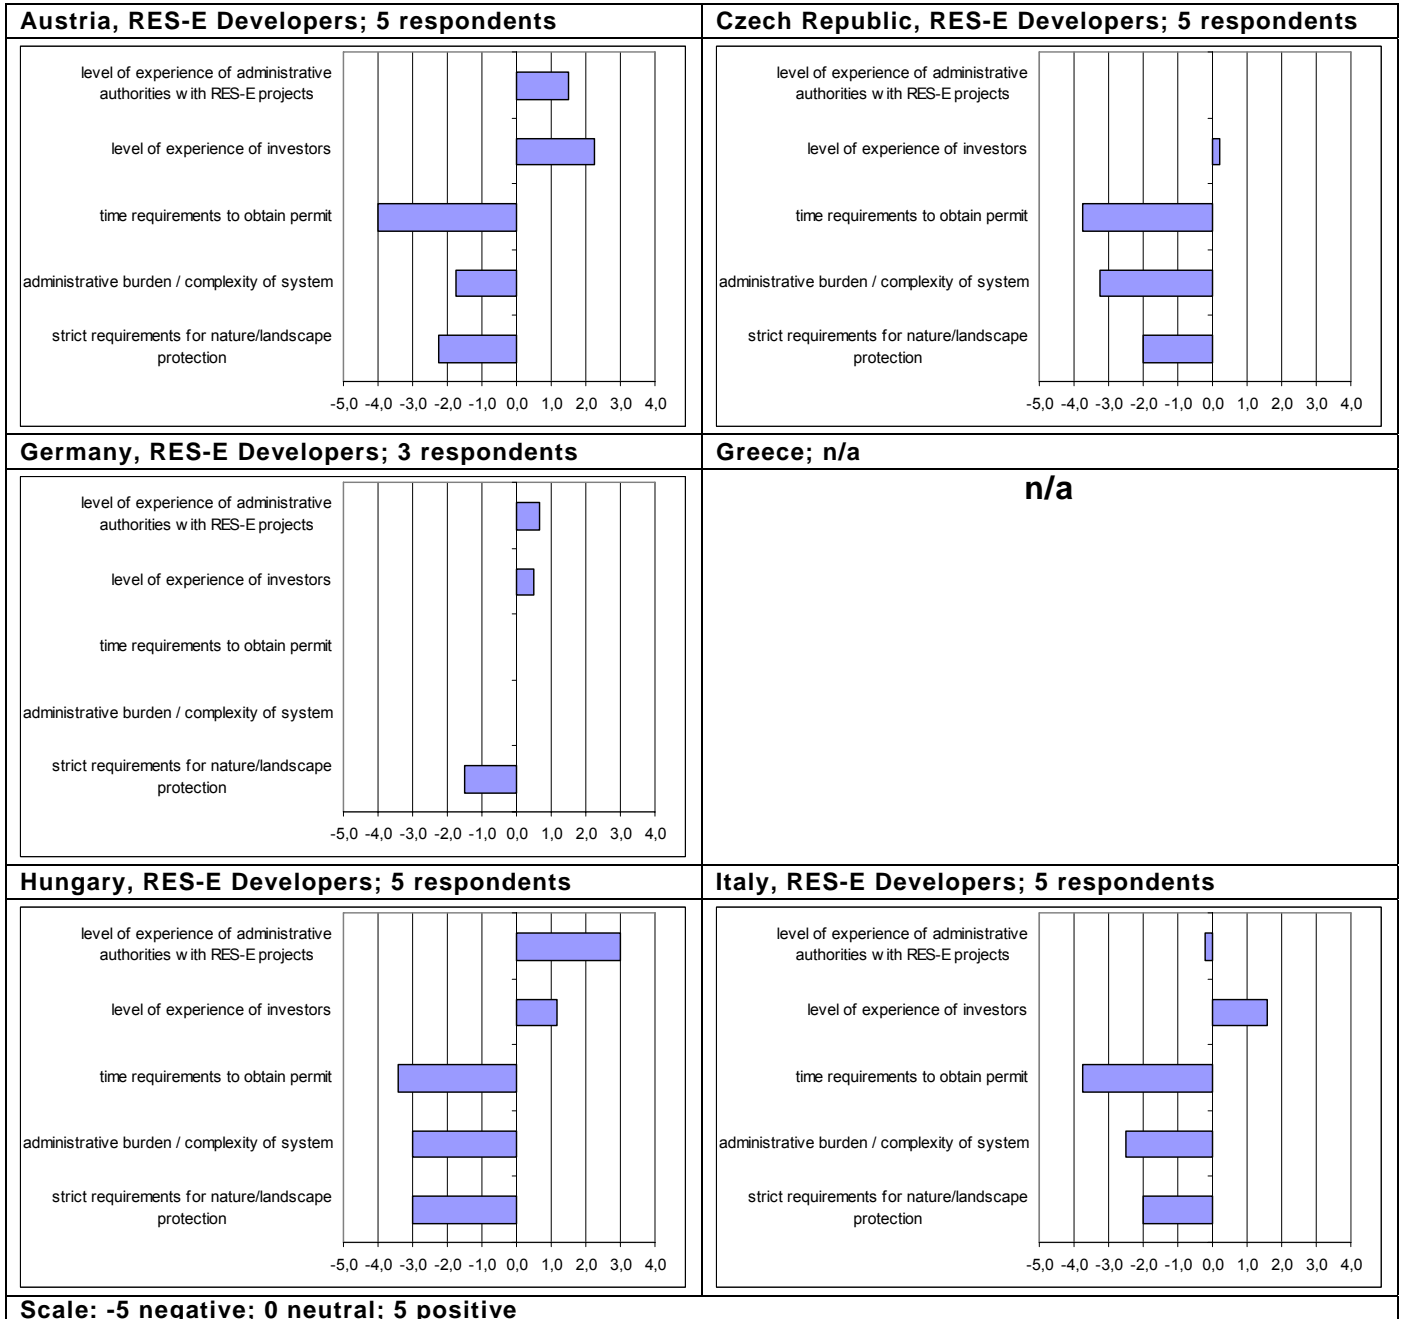 Austria, RES-E Developers; 5 respondents
level of experience of administrative
authorities with RES-E projects
level of experience of investors
time requirements to obtain permit
administrative burden / complexity of system
strict requirements for nature/landscape
protection
-5,0 -4,0 -3,0 -2,0 -1,0 0,0 1,0 2,0 3,0 4,0
Czech Republic, RES-E Developers; 5 respondents
level of experience of administrative
authorities with RES-E projects
level of experience of investors
time requirements to obtain permit
administrative burden / complexity of system
strict requirements for nature/landscape
protection
-5,0 -4,0 -3,0 -2,0 -1,0 0,0 1,0 2,0 3,0 4,0
Germany, RES-E Developers; 3 respondents
level of experience of administrative
authorities with RES-E projects
level of experience of investors
time requirements to obtain permit
administrative burden / complexity of system
strict requirements for nature/landscape
protection
-5,0 -4,0 -3,0 -2,0 -1,0 0,0 1,0 2,0 3,0 4,0
Greece; n/a
n/a
Hungary, RES-E Developers; 5 respondents
level of experience of administrative
authorities with RES-E projects
level of experience of investors
time requirements to obtain permit
administrative burden / complexity of system
strict requirements for nature/landscape
protection
-5,0 -4,0 -3,0 -2,0 -1,0 0,0 1,0 2,0 3,0 4,0
Italy, RES-E Developers; 5 respondents
level of experience of administrative
authorities with RES-E projects
level of experience of investors
time requirements to obtain permit
administrative burden / complexity of system
strict requirements for nature/landscape
protection
-5,0 -4,0 -3,0 -2,0 -1,0 0,0 1,0 2,0 3,0 4,0
Scale: -5 negative; 0 neutral; 5 positive